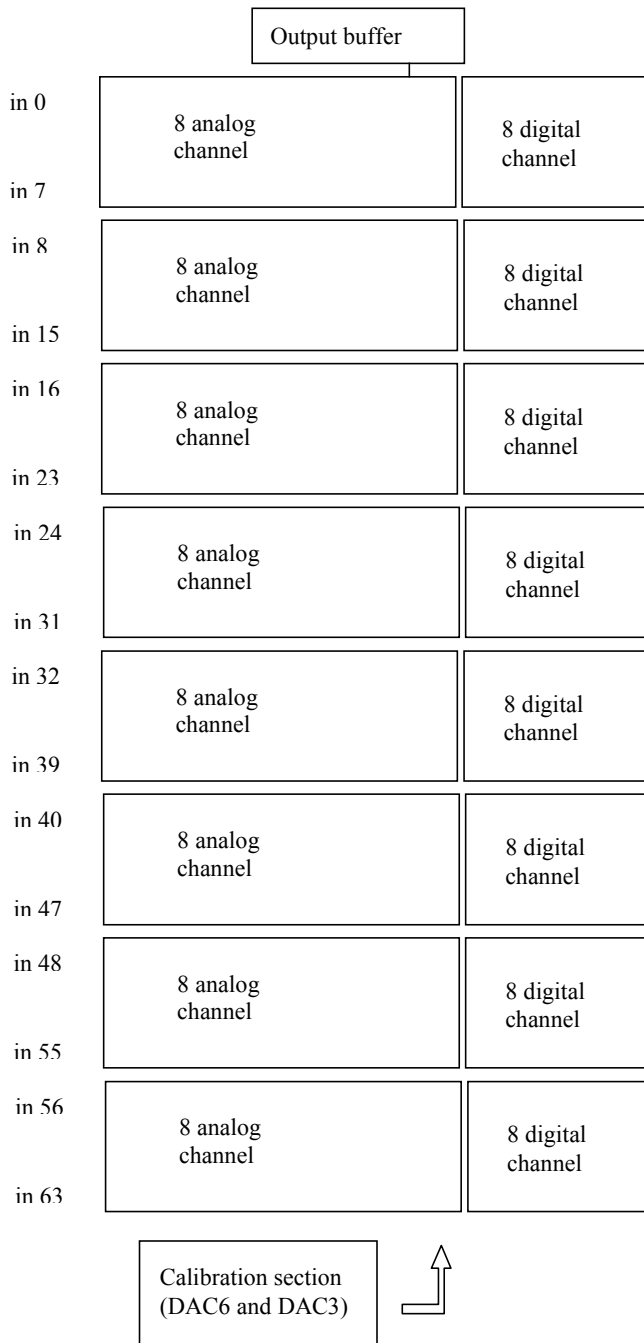 Output buffer
in 0
8 analog
channel
8 digital
channel
in 7
in 8
8 analog
channel
8 digital
channel
in 15
in 16
8 analog
channel
8 digital
channel
in 23
in 24
8 analog
channel
8 digital
channel
in 31
in 32
8 analog
channel
8 digital
channel
in 39
in 40
8 analog
channel
8 digital
channel
in 47
in 48
8 analog
channel
8 digital
channel
in 55
in 56
8 analog
channel
8 digital
channel
in 63
Calibration section
(DAC6 and DAC3)